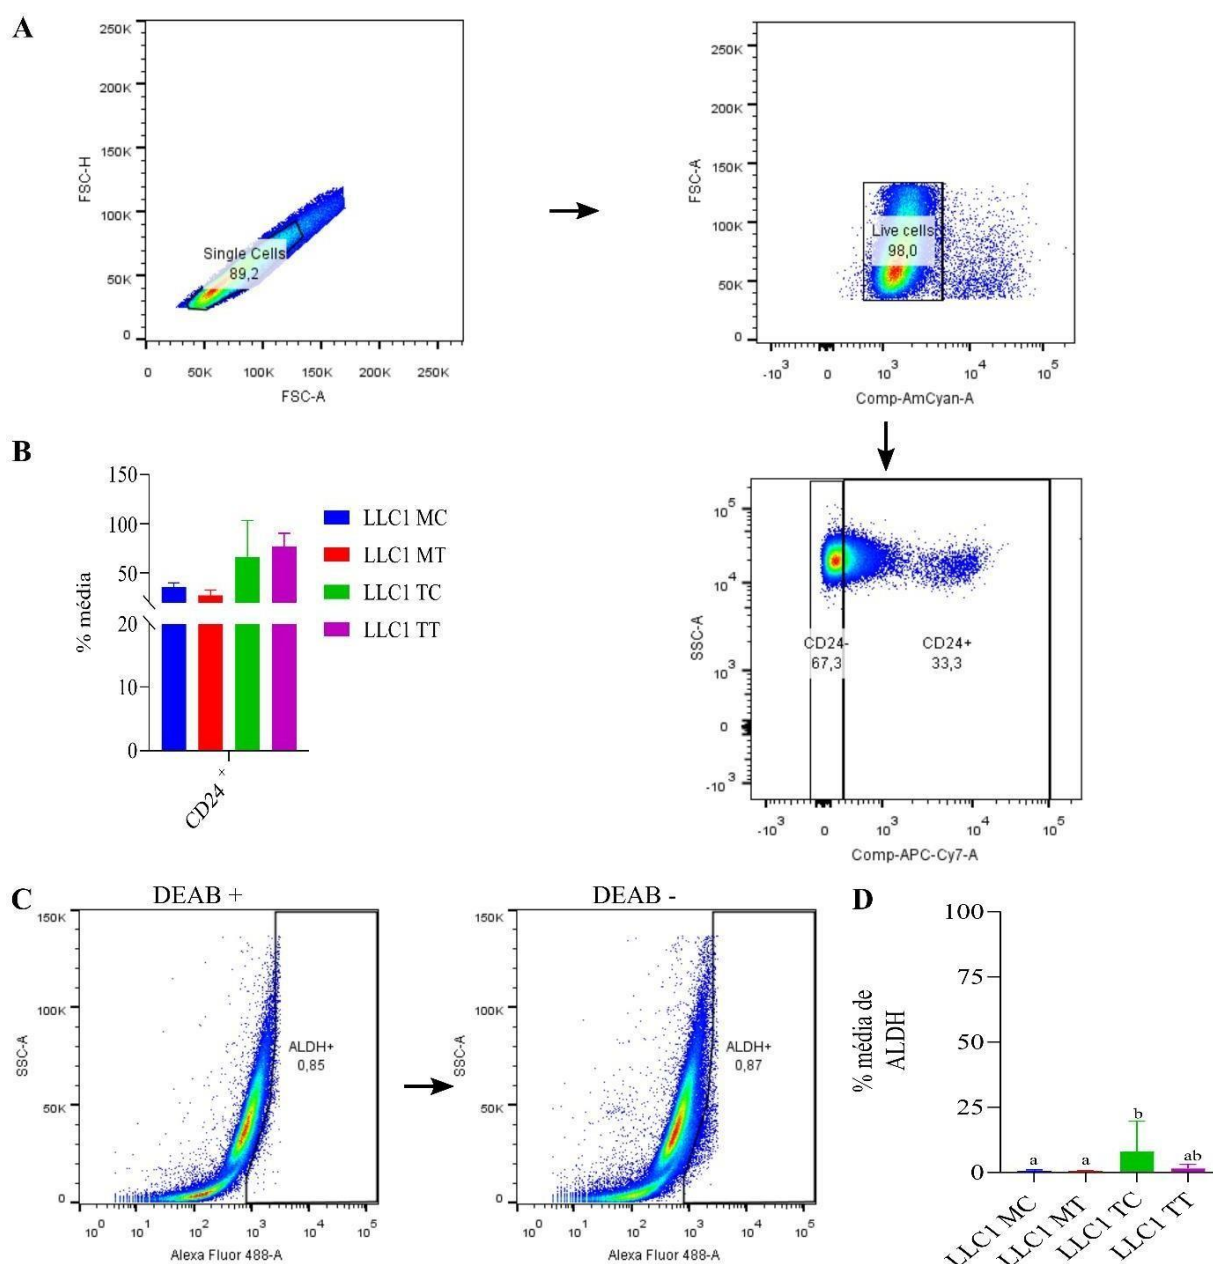 A
250K
200K
150K
100K
50K
0
FSC-H
Single Cells
89,2
0 50K 100K 150K 200K 250K
FSC-A
250K
200K
150K
100K
50K
0
FSC-A
Live cells
98,0
-10³ 0 10³ 10⁴ 10⁵
Comp-AmCyan-A
B
150
100
50
20
10
0
% média
CD24⁺
LLC1 MC
LLC1 MT
LLC1 TC
LLC1 TT
10⁵
10⁴
10³
0
-10³
SSC-A
CD24-
67,3
CD24+
33,3
-10³ 0 10³ 10⁴ 10⁵
Comp-APC-Cy7-A
C
DEAB +
150K
100K
50K
0
SSC-A
ALDH+
0,85
10⁰ 10¹ 10² 10³ 10⁴ 10⁵
Alexa Fluor 488-A
DEAB -
150K
100K
50K
0
SSC-A
ALDH+
0,87
10⁰ 10¹ 10² 10³ 10⁴ 10⁵
Alexa Fluor 488-A
D
100
75
50
25
0
% média de
ALDH
a a b ab
LLC1 MC
LLC1 MT
LLC1 TC
LLC1 TT